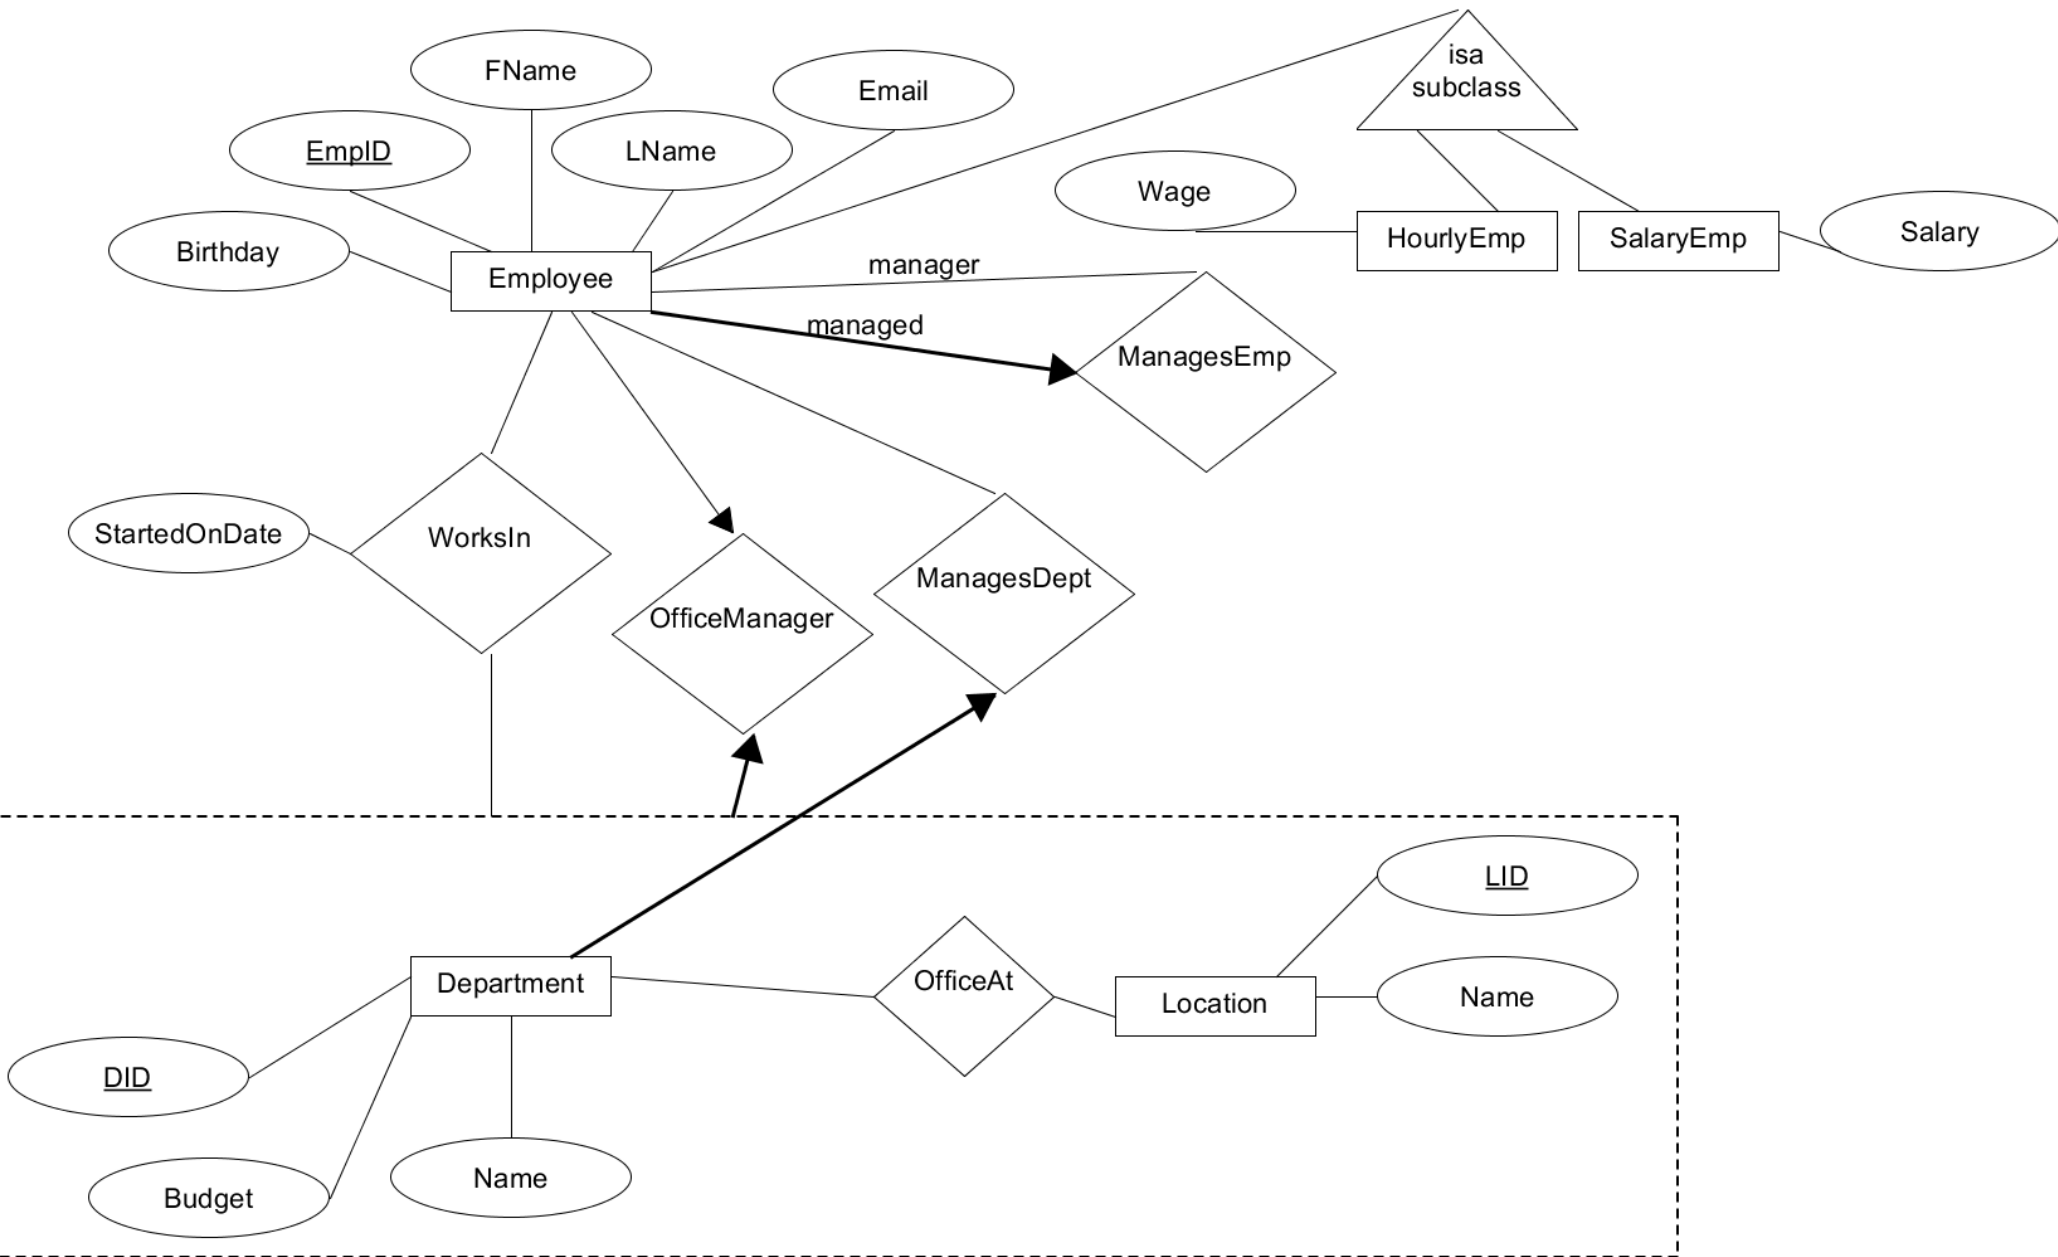 isa
subclass
FName
Email
EmpID
LName
Wage
Salary
Birthday
HourlyEmp
SalaryEmp
Employee
manager
managed
ManagesEmp
StartedOnDate
WorksIn
ManagesDept
OfficeManager
LID
Department
OfficeAt
Location
Name
DID
Budget
Name